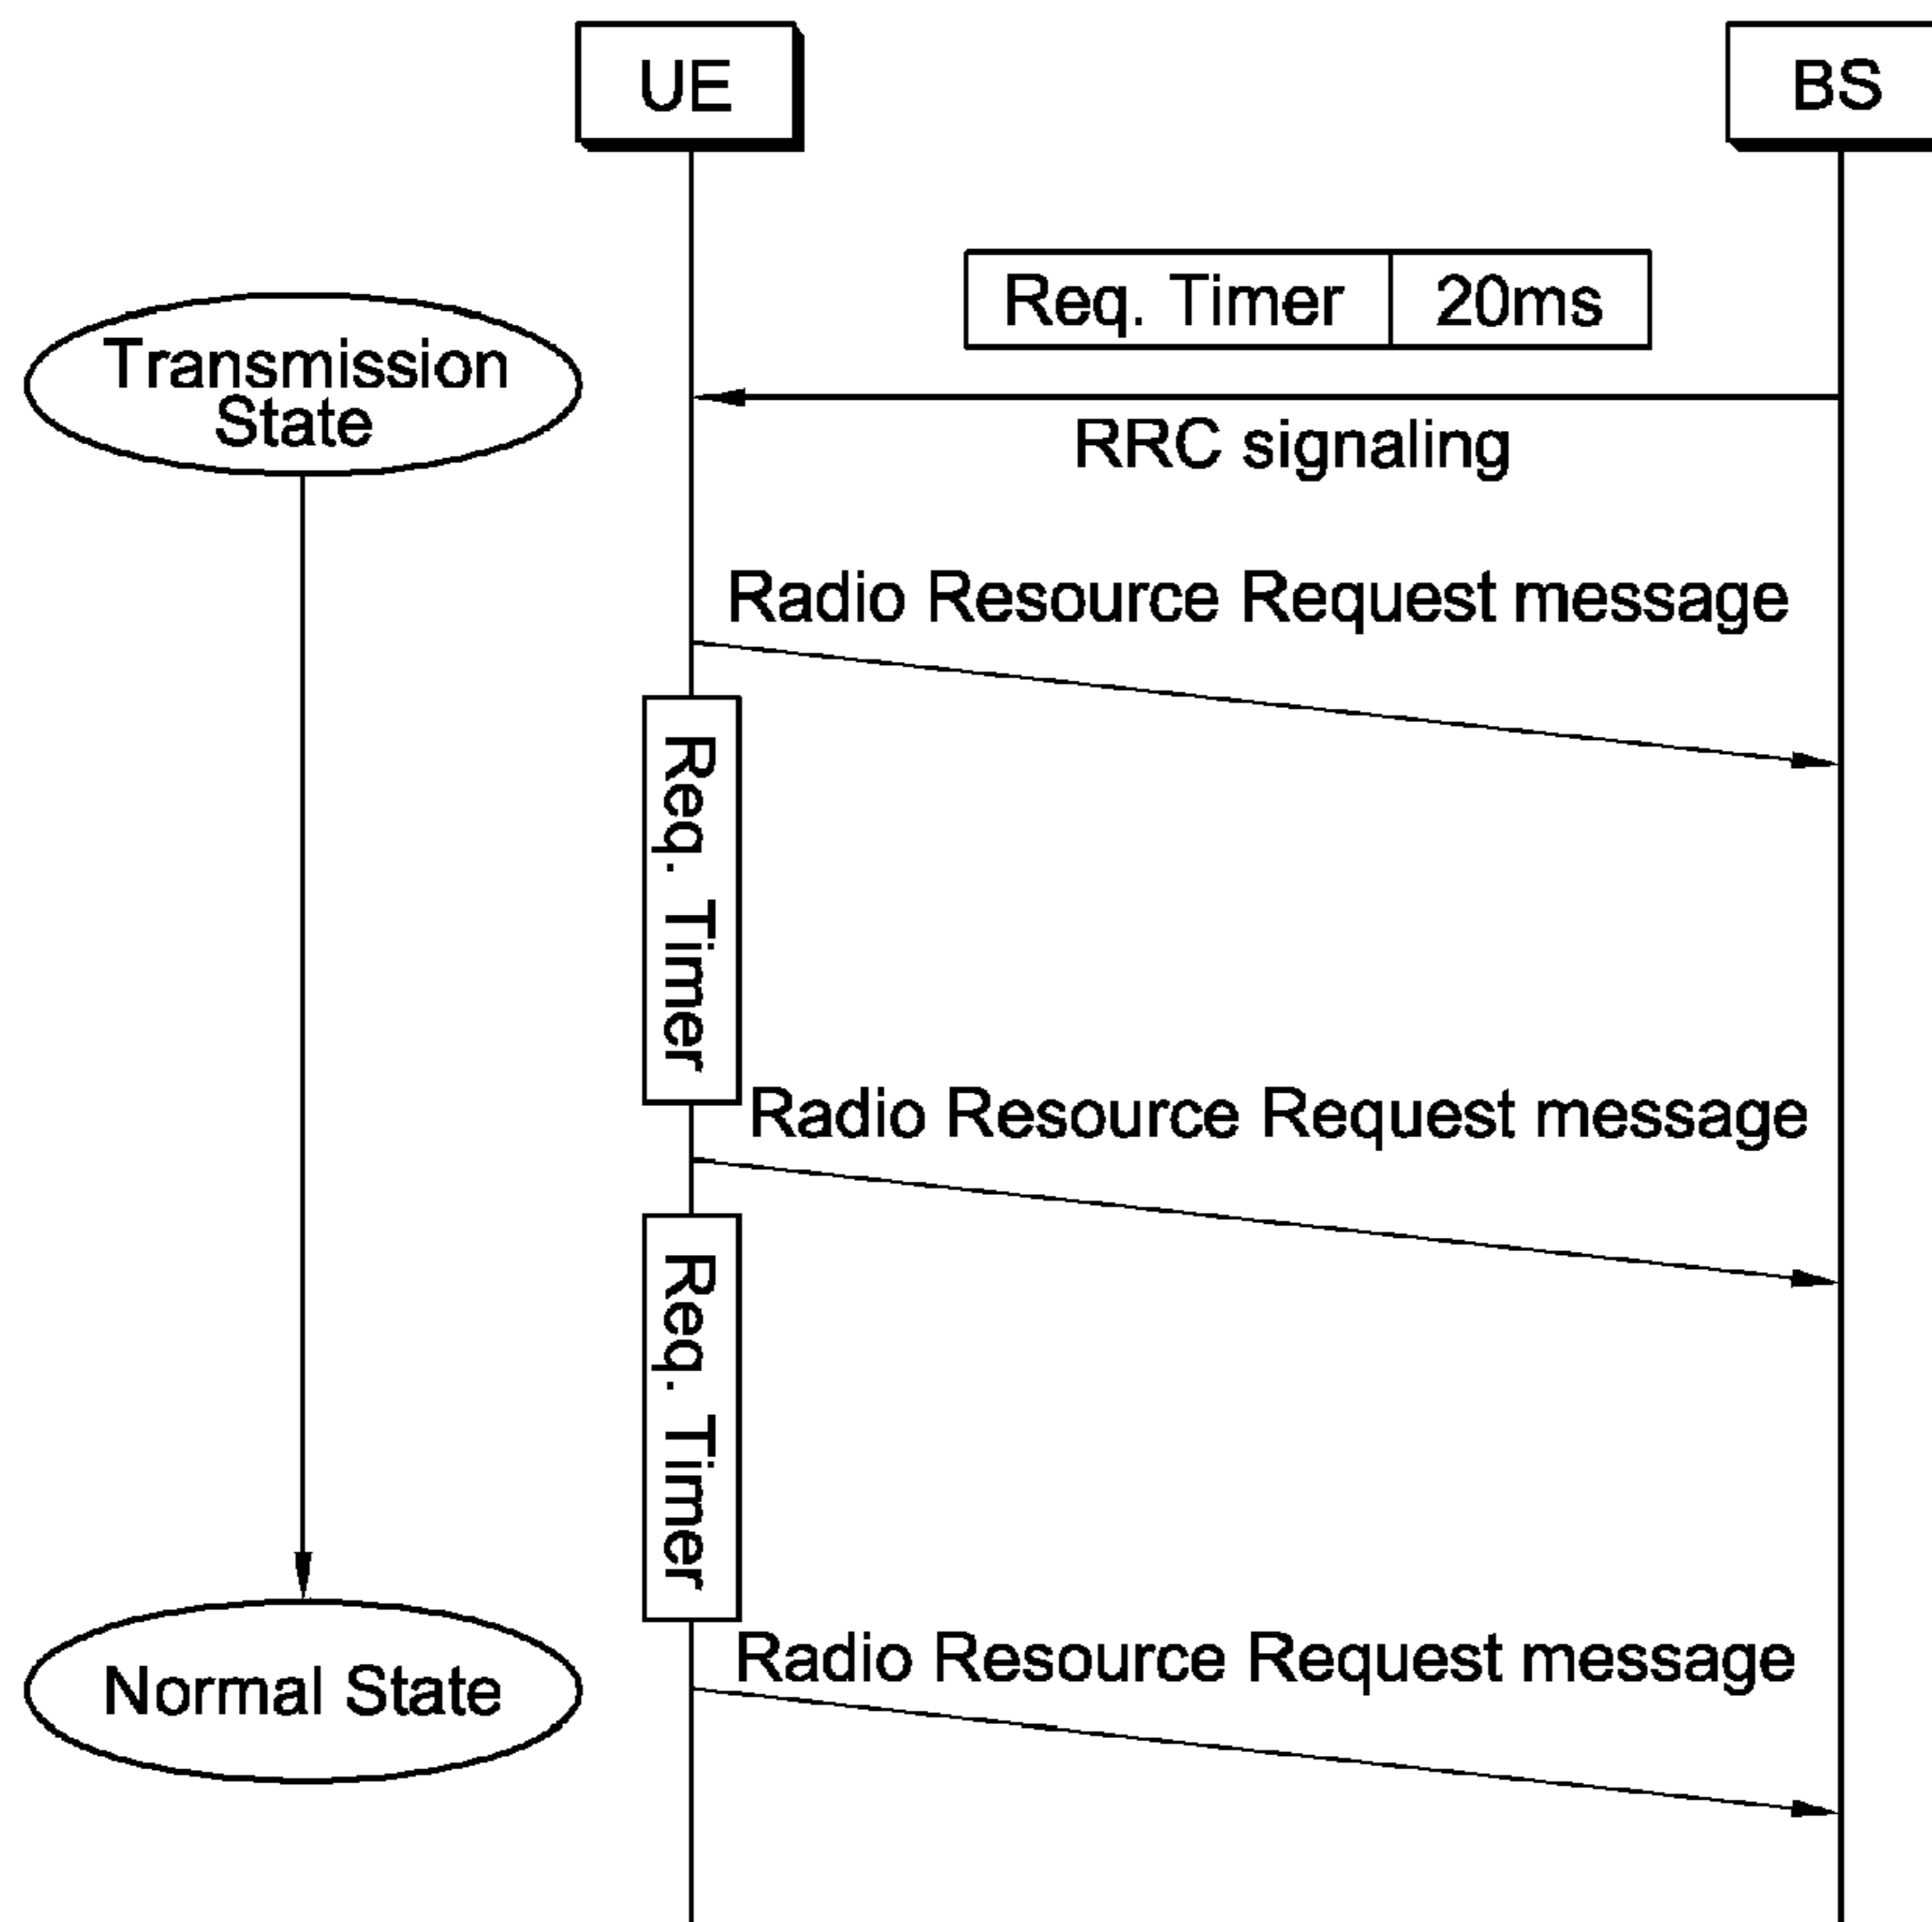 UE
BS
Req. Timer 20ms
Transmission
State
RRC signaling
Radio Resource Request message
Req. Timer
Radio Resource Request message
Req. Timer
Radio Resource Request message
Normal State